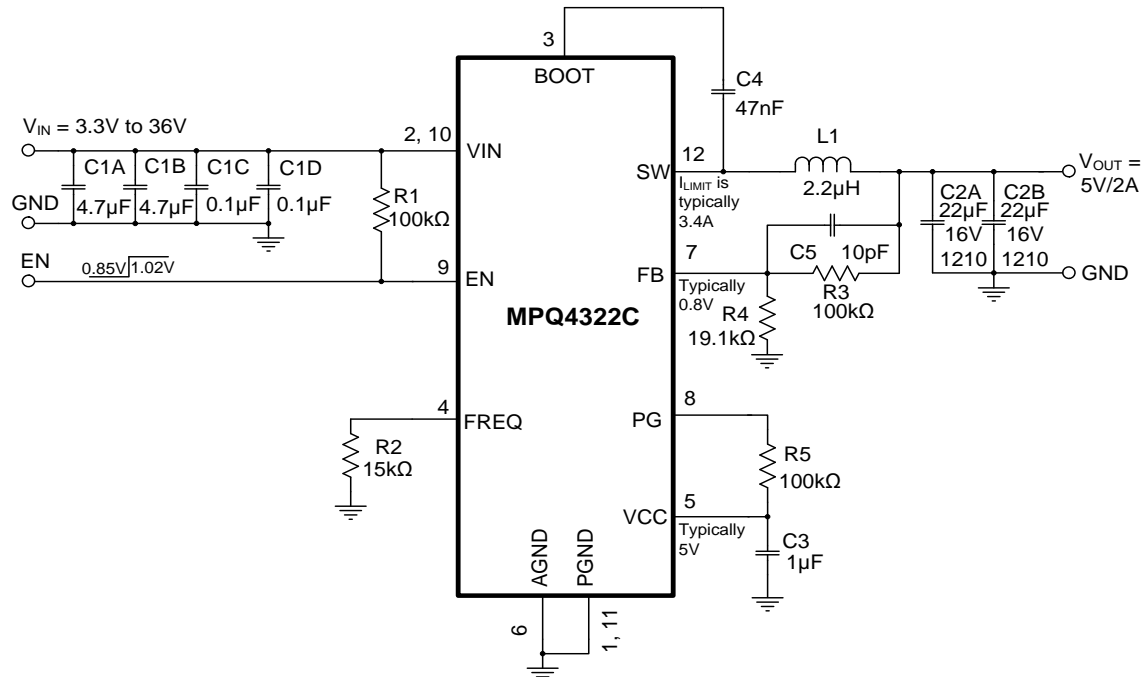 3
BOOT
C4
47nF
VIN = 3.3V to 36V
2, 10
VIN
C1A
C1B
C1C
C1D
4.7µF
4.7µF
0.1µF
0.1µF
GND
R1
100kΩ
EN
0.85V
1.02V
9
EN
12
SW
ILIMIT is
typically
3.4A
L1
2.2µH
VOUT =
5V/2A
C2A
22µF
16V
1210
C2B
22µF
16V
1210
GND
C5
10pF
7
FB
Typically
0.8V
R3
100kΩ
R4
19.1kΩ
MPQ4322C
4
FREQ
R2
15kΩ
8
PG
R5
100kΩ
5
VCC
Typically
5V
C3
1µF
AGND
PGND
6
1, 11